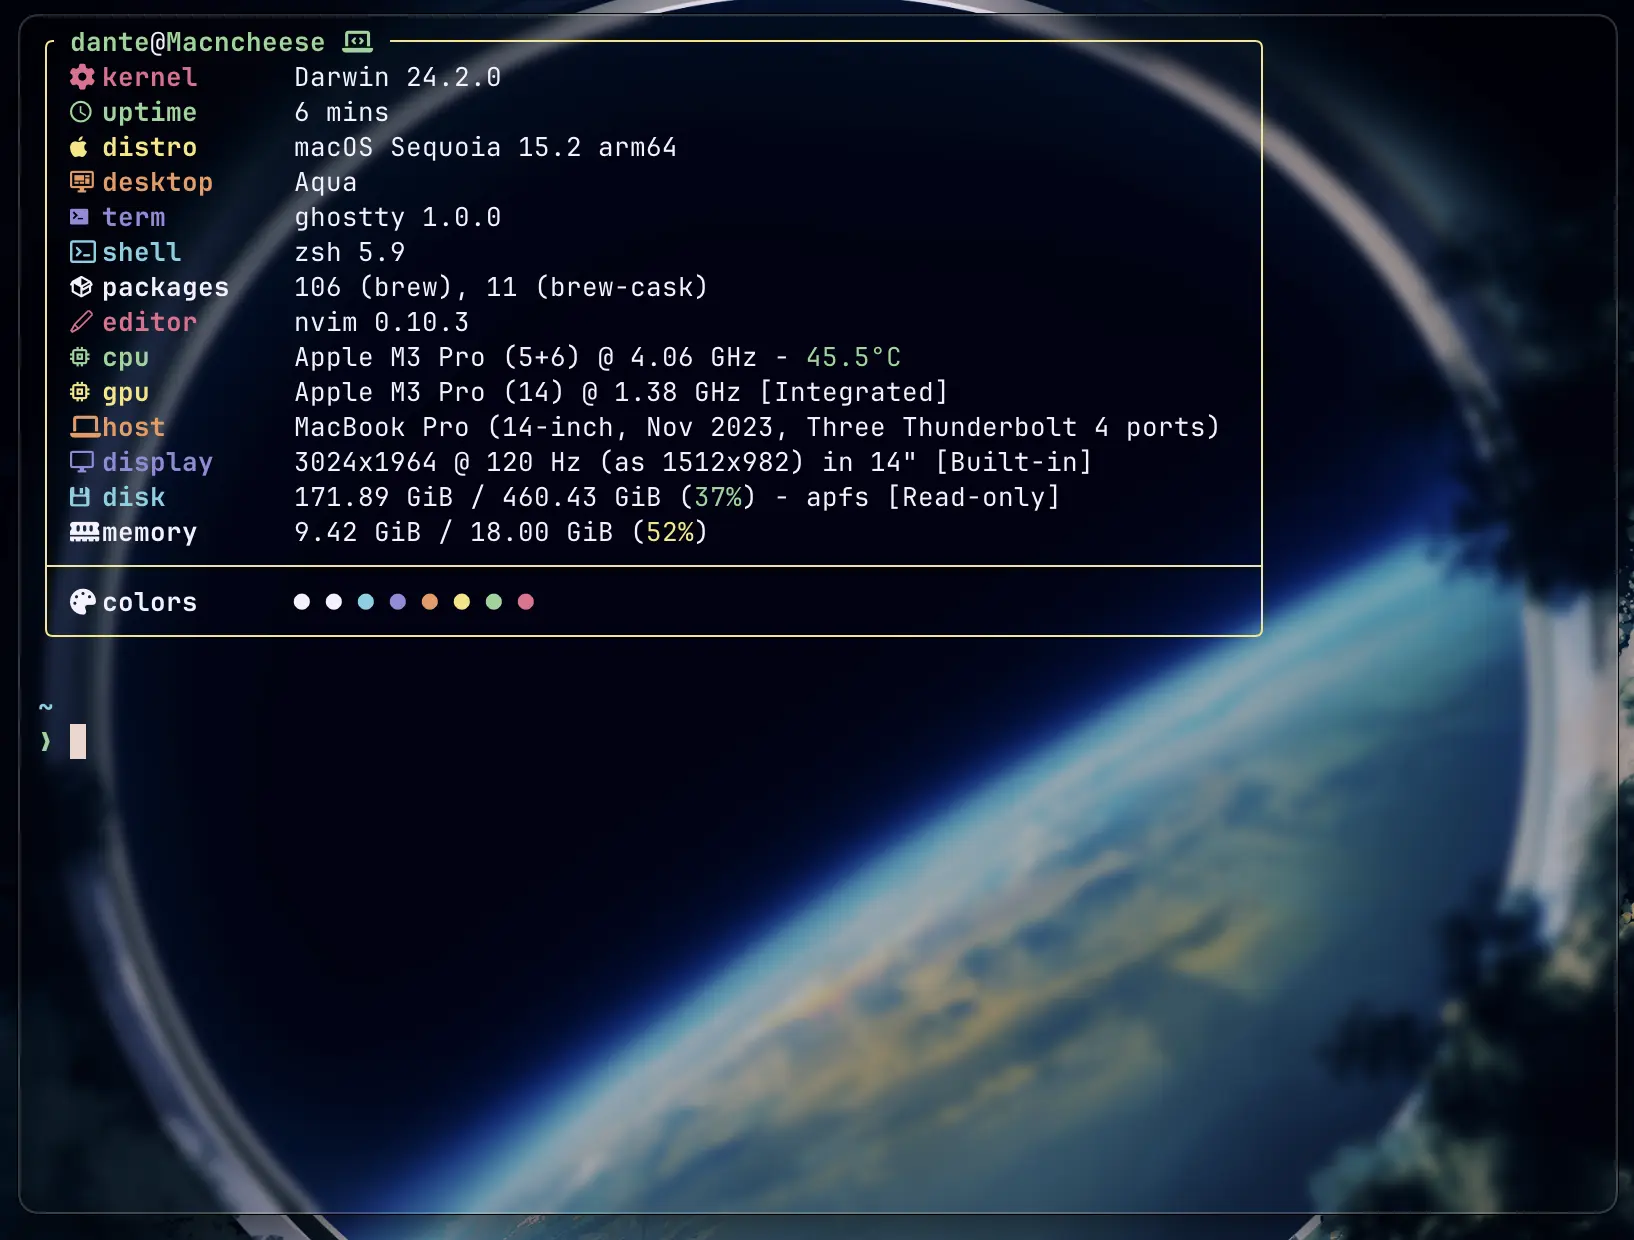 dante@Macncheese
kernel Darwin 24.2.0
uptime 6 mins
distro macOS Sequoia 15.2 arm64
desktop Aqua
term ghostty 1.0.0
shell zsh 5.9
packages 106 (brew), 11 (brew-cask)
editor nvim 0.10.3
cpu Apple M3 Pro (5+6) @ 4.06 GHz - 45.5°C
gpu Apple M3 Pro (14) @ 1.38 GHz [Integrated]
host MacBook Pro (14-inch, Nov 2023, Three Thunderbolt 4 ports)
display 3024x1964 @ 120 Hz (as 1512x982) in 14" [Built-in]
disk 171.89 GiB / 460.43 GiB (37%) - apfs [Read-only]
memory 9.42 GiB / 18.00 GiB (52%)
colors
~
❯